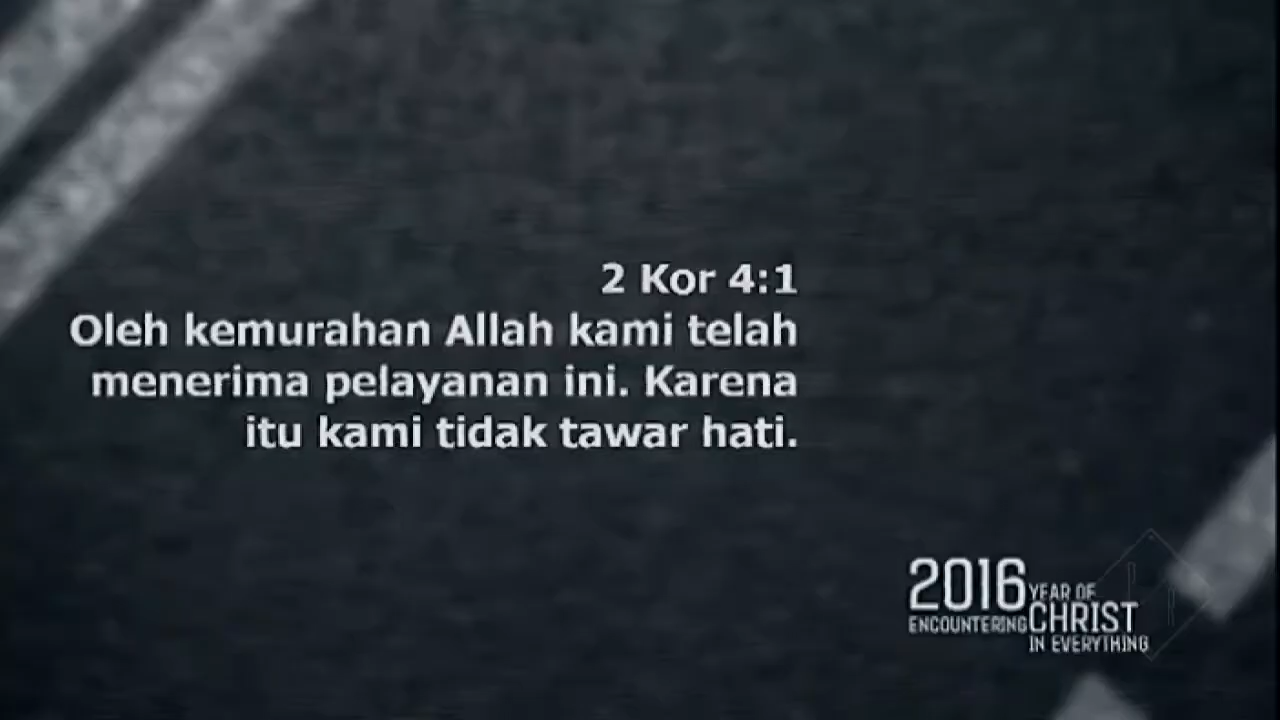 2 Kor 4:1
Oleh kemurahan Allah kami telah
menerima pelayanan ini. Karena
itu kami tidak tawar hati.
2016 YEAR OF
ENCOUNTERING CHRIST
IN EVERYTHING